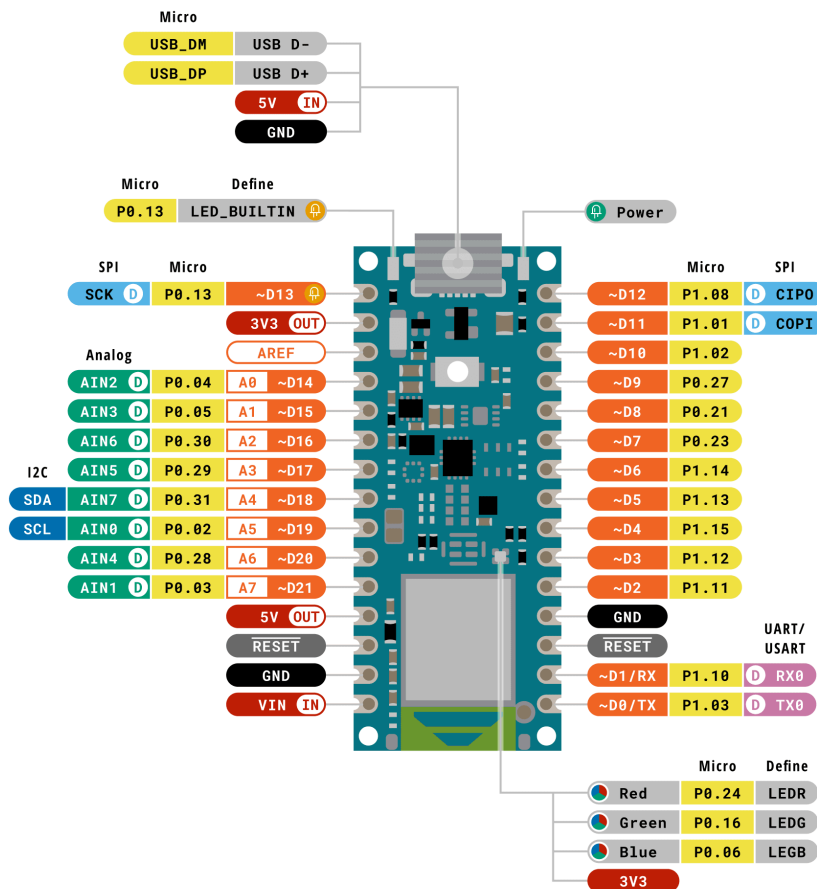 Micro
USB_DM USB D-
USB_DP USB D+
5V IN
GND
Micro Define
P0.13 LED_BUILTIN
Power
SPI Micro
SCK D P0.13 ~D13
3V3 OUT
AREF
Analog
AIN2 D P0.04 A0 ~D14
AIN3 D P0.05 A1 ~D15
AIN6 D P0.30 A2 ~D16
I2C
AIN5 D P0.29 A3 ~D17
SDA AIN7 D P0.31 A4 ~D18
SCL AIN0 D P0.02 A5 ~D19
AIN4 D P0.28 A6 ~D20
AIN1 D P0.03 A7 ~D21
5V OUT
RESET
GND
VIN IN
Micro SPI
~D12 P1.08 D CIPO
~D11 P1.01 D COPI
~D10 P1.02
~D9 P0.27
~D8 P0.21
~D7 P0.23
~D6 P1.14
~D5 P1.13
~D4 P1.15
~D3 P1.12
~D2 P1.11
GND
UART/
USART
RESET
~D1/RX P1.10 D RX0
~D0/TX P1.03 D TX0
Micro Define
Red P0.24 LEDR
Green P0.16 LEDG
Blue P0.06 LEGB
3V3